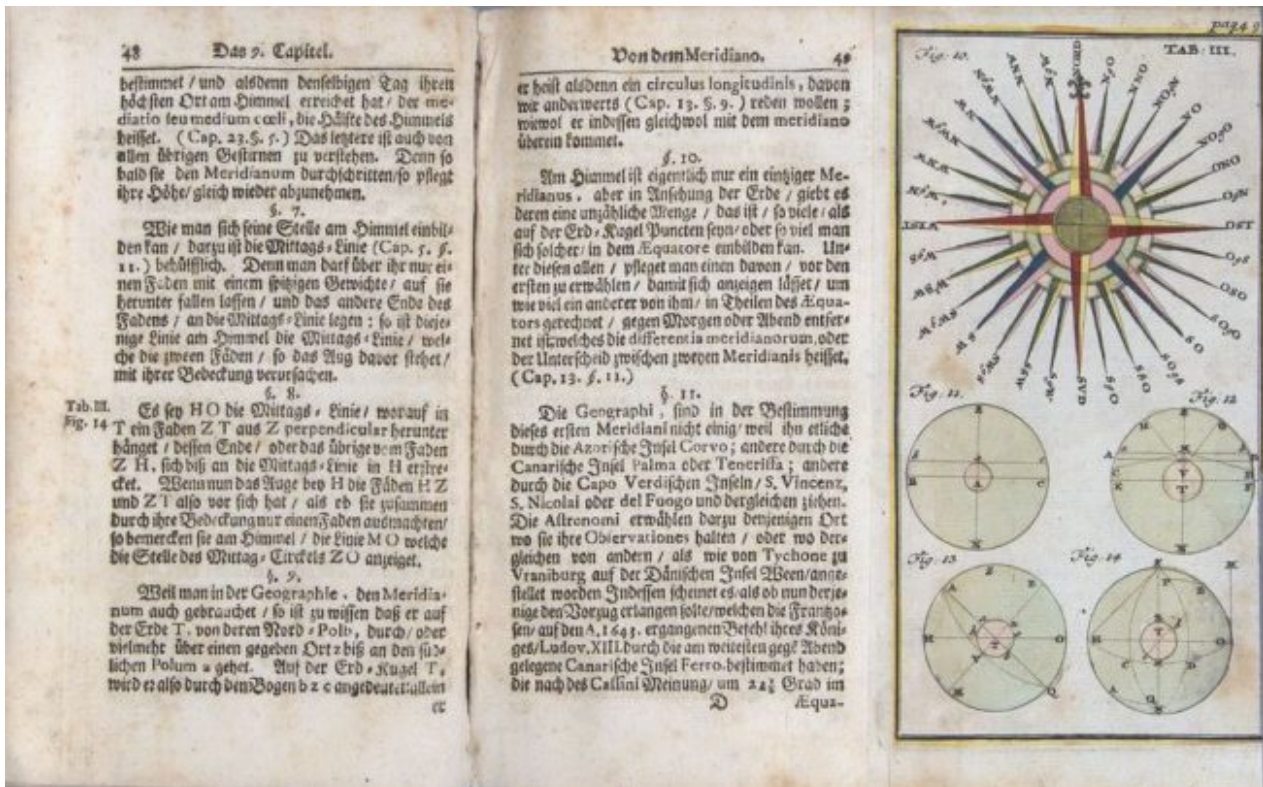 48 Das 9. Capitel.
bestimmet / und alsdenn denselbigen Tag ihren
höchsten Ort am Himmel erreichet hat / der me-
diatio seu medium cœli, die Hälfte des Himmels
heisset. (Cap. 23. §. 5.) Das letztere ist auch von
allen übrigen Gestirnen zu verstehen. Denn so
bald sie den Meridianum durchschritten / so pflegt
ihre Höhe / gleich wieder abzunehmen.
§. 7.
Wie man sich seine Stelle am Himmel einbil-
den kan / darzu ist die Mittags-Linie (Cap. 5. §.
11.) behülfflich. Denn man darf über ihr nur ei-
nen Faden mit einem spitzigen Gewichte / auf sie
herunter fallen lassen / und das andere Ende des
Fadens / an die Mittags-Linie legen : so ist dieje-
nige Linie am Himmel die Mittags-Linie / wel-
che die zween Fäden / so das Aug davor stehet /
mit ihrer Bedeckung verursachen.
§. 8.
Tab. III.
Fig. 14
Es sey HO die Mittags-Linie / worauf in
T ein Faden ZT aus Z perpendicular herunter
hänget / dessen Ende / oder das übrige vom Faden
Z H, sich biß an die Mittags-Linie in H erstre-
cket. Wenn nun das Auge bey H die Fäden HZ
und ZT also vor sich hat / als ob sie zusammen
durch ihre Bedeckung nur einen Faden ausmachten /
so bemercken sie am Himmel / die Linie MO welche
die Stelle des Mittag-Circkels ZO anzeiget.
§. 9.
Weil man in der Geographie, den Meridia-
num auch gebrauchet / so ist zu wissen daß er auf
der Erde T, von deren Nord-Polb, durch / oder
vielmehr über einen gegeben Ort z biß an den süd-
lichen Polum a gehet. Auf der Erd-Kugel T,
wird er also durch den Bogen b z c angedeutet: allein
er
Von dem Meridiano. 49
er heist alsdenn ein circulus longitudinis, davon
wir anderwerts (Cap. 13. §. 9.) reden wollen ;
wiewol er indessen gleichwol mit dem meridiano
überein kommet.
§. 10.
Am Himmel ist eigentlich nur ein eintziger Me-
ridianus, aber in Ansehung der Erde / giebt es
deren eine unzähliche Menge / das ist / so viele / als
auf der Erd-Kugel Puncten seyn / oder so viel man
sich solcher / in dem Æquatore einbilden kan. Un-
ter diesen allen / pfleget man einen davon / vor den
ersten zu erwählen / damit sich anzeigen lässet / um
wie viel ein anderer von ihm / in Theilen des Æqua-
tors gerechnet / gegen Morgen oder Abend entfer-
net ist, welches die differentia meridianorum, oder
der Unterscheid zwischen zweyen Meridianis heisset.
(Cap. 13. §. 11.)
§. 11.
Die Geographi, sind in der Bestimmung
dieses ersten Meridiani nicht einig / weil ihn etliche
durch die Azorische Insel Corvo ; andere durch die
Canarische Insel Palma oder Teneriffa ; andere
durch die Capo Verdischen Inseln / S. Vincenz,
S. Nicolai oder del Fuogo und dergleichen ziehen.
Die Astronomi erwählen darzu denjenigen Ort
wo sie ihre Observationes halten / oder wo der-
gleichen von andern / als wie von Tychone zu
Vraniburg auf der Dänischen Insel Ween / ange-
stellet worden Indessen scheinet es / als ob nun derje-
nige den Vorzug erlangen solte / welchen die Franzo-
sen / auf den A. 1643. ergangenen Befehl ihres Köni-
ges / Ludov. XIII. durch die am weitesten gegē Abend
gelegene Canarische Insel Ferro. bestimmet haben ;
die nach des Cassini Meinung / um Grad im
D Æqua-
pag. 49
TAB: III.
Fig: 10.
NORD
OST
SVD
WEST
Fig: 11.
Fig: 12
Fig: 13
Fig: 14